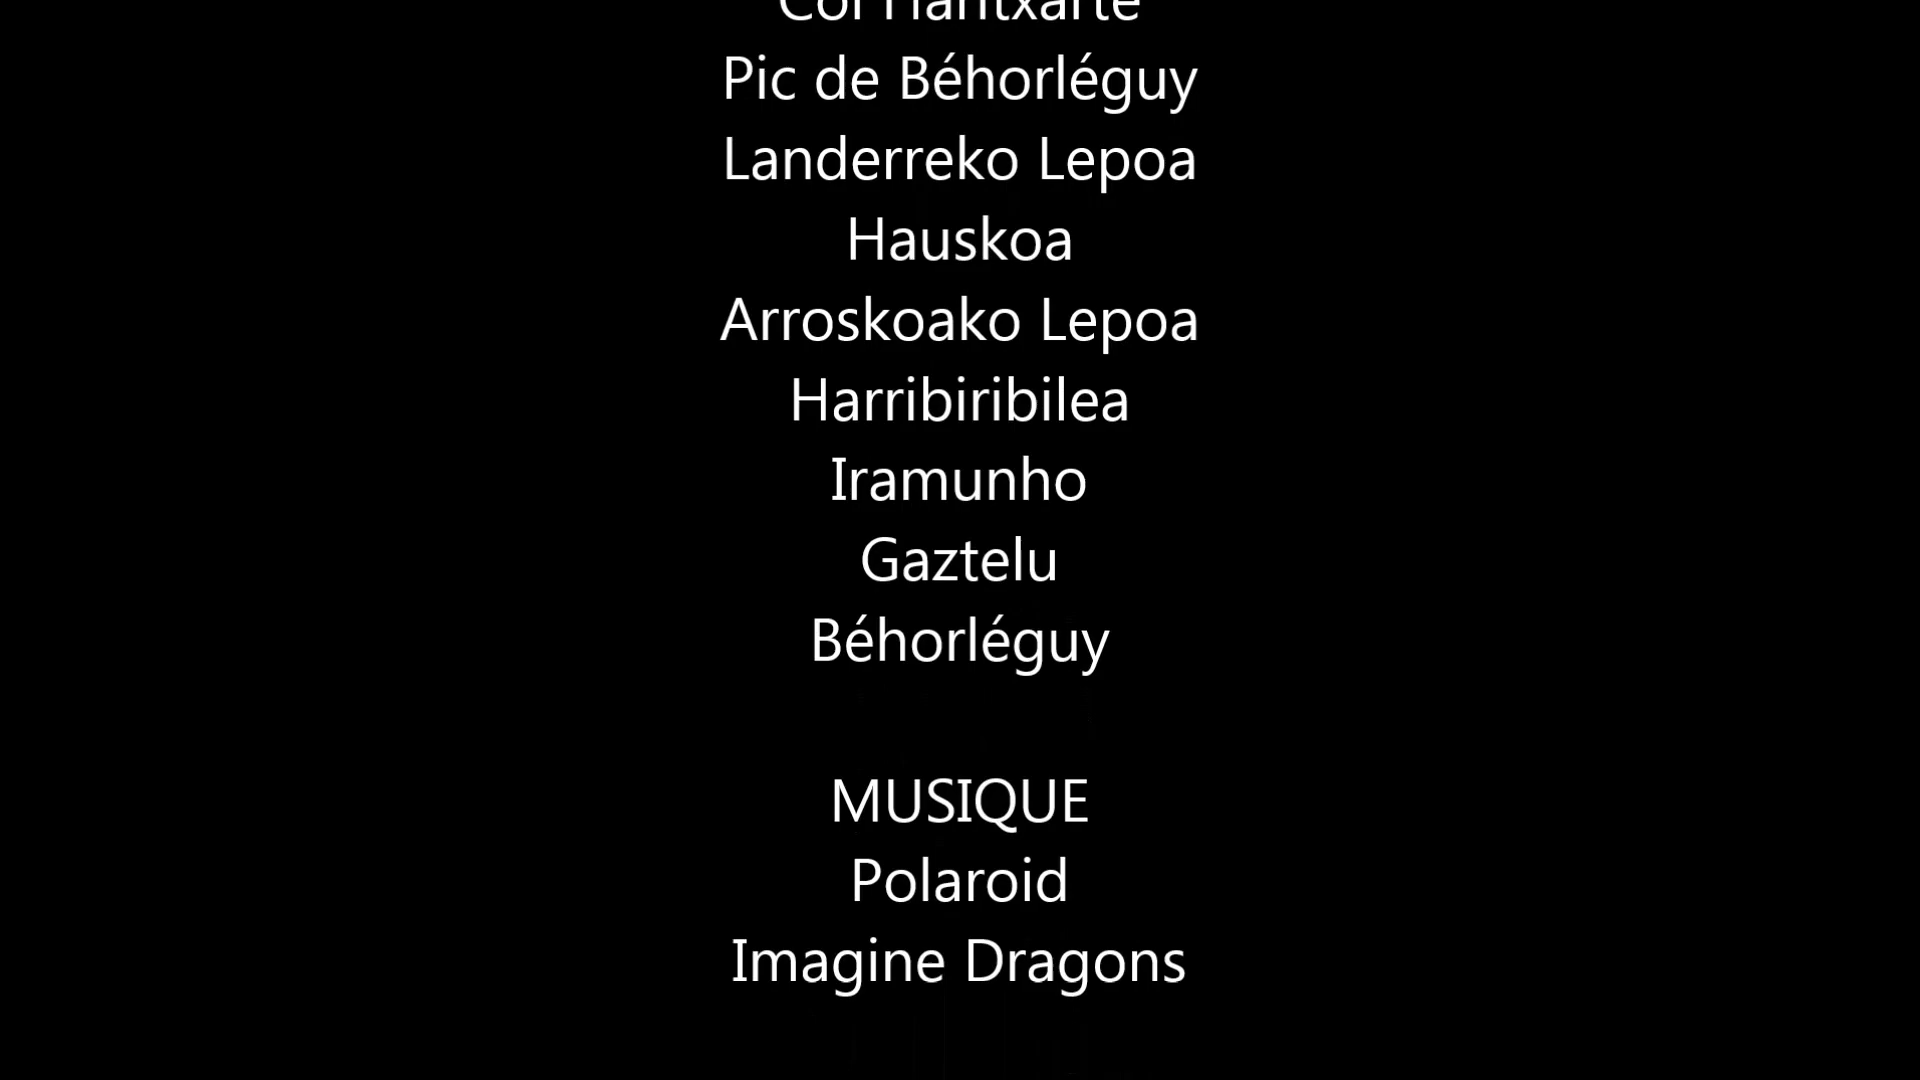 Pic de Béhorléguy
Landerreko Lepoa
Hauskoa
Arroskoako Lepoa
Harribiribilea
Iramunho
Gaztelu
Béhorléguy
MUSIQUE
Polaroid
Imagine Dragons